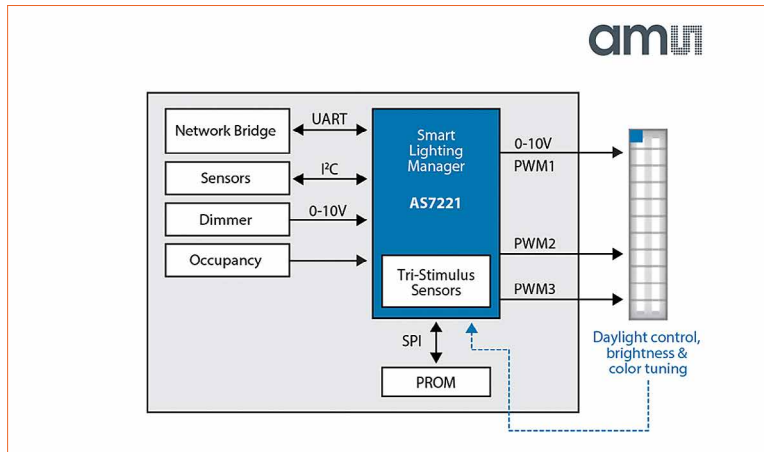 amu
Network Bridge
UART
Smart
Lighting
Manager
AS7221
0-10V
PWM1
Sensors
I²C
Dimmer
0-10V
Occupancy
PWM2
Tri-Stimulus
Sensors
PWM3
SPI
PROM
Daylight control,
brightness &
color tuning